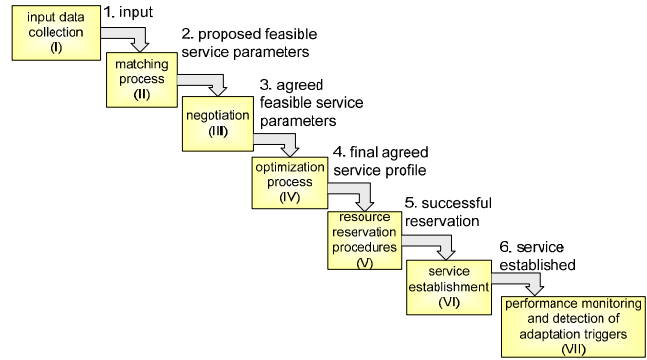 input data
collection
(I)
1. input
matching
process
(II)
2. proposed feasible
service parameters
negotiation
(III)
3. agreed
feasible service
parameters
optimization
process
(IV)
4. final agreed
service profile
resource
reservation
procedures
(V)
5. successful
reservation
service
establishment
(VI)
6. service
established
performance monitoring
and detection of
adaptation triggers
(VII)